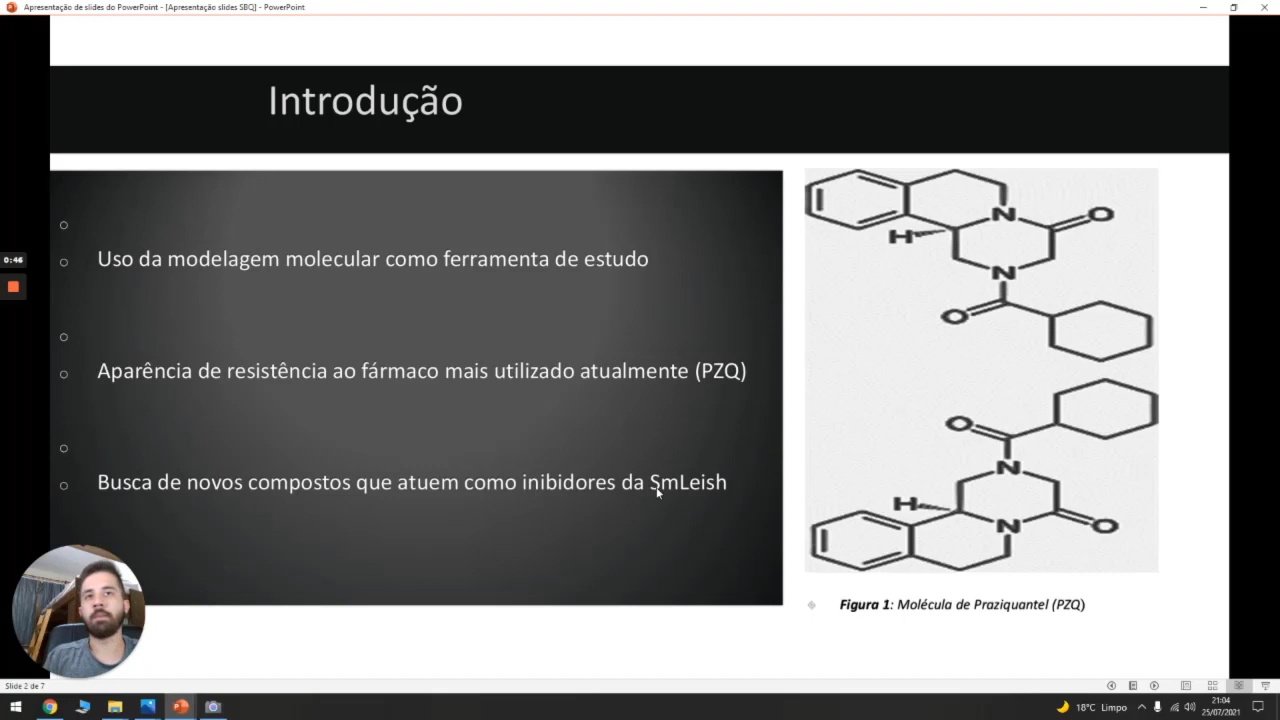 Apresentação de slides do PowerPoint - [Apresentação slides SBQ] - PowerPoint
Introdução
0:46
Uso da modelagem molecular como ferramenta de estudo
Aparência de resistência ao fármaco mais utilizado atualmente (PZQ)
Busca de novos compostos que atuem como inibidores da SmLeish
N
O
H
N
O
O
N
H
N
O
Figura 1: Molécula de Praziquantel (PZQ)
Slide 2 de 7
18°C Limpo
21:04
25/07/2021